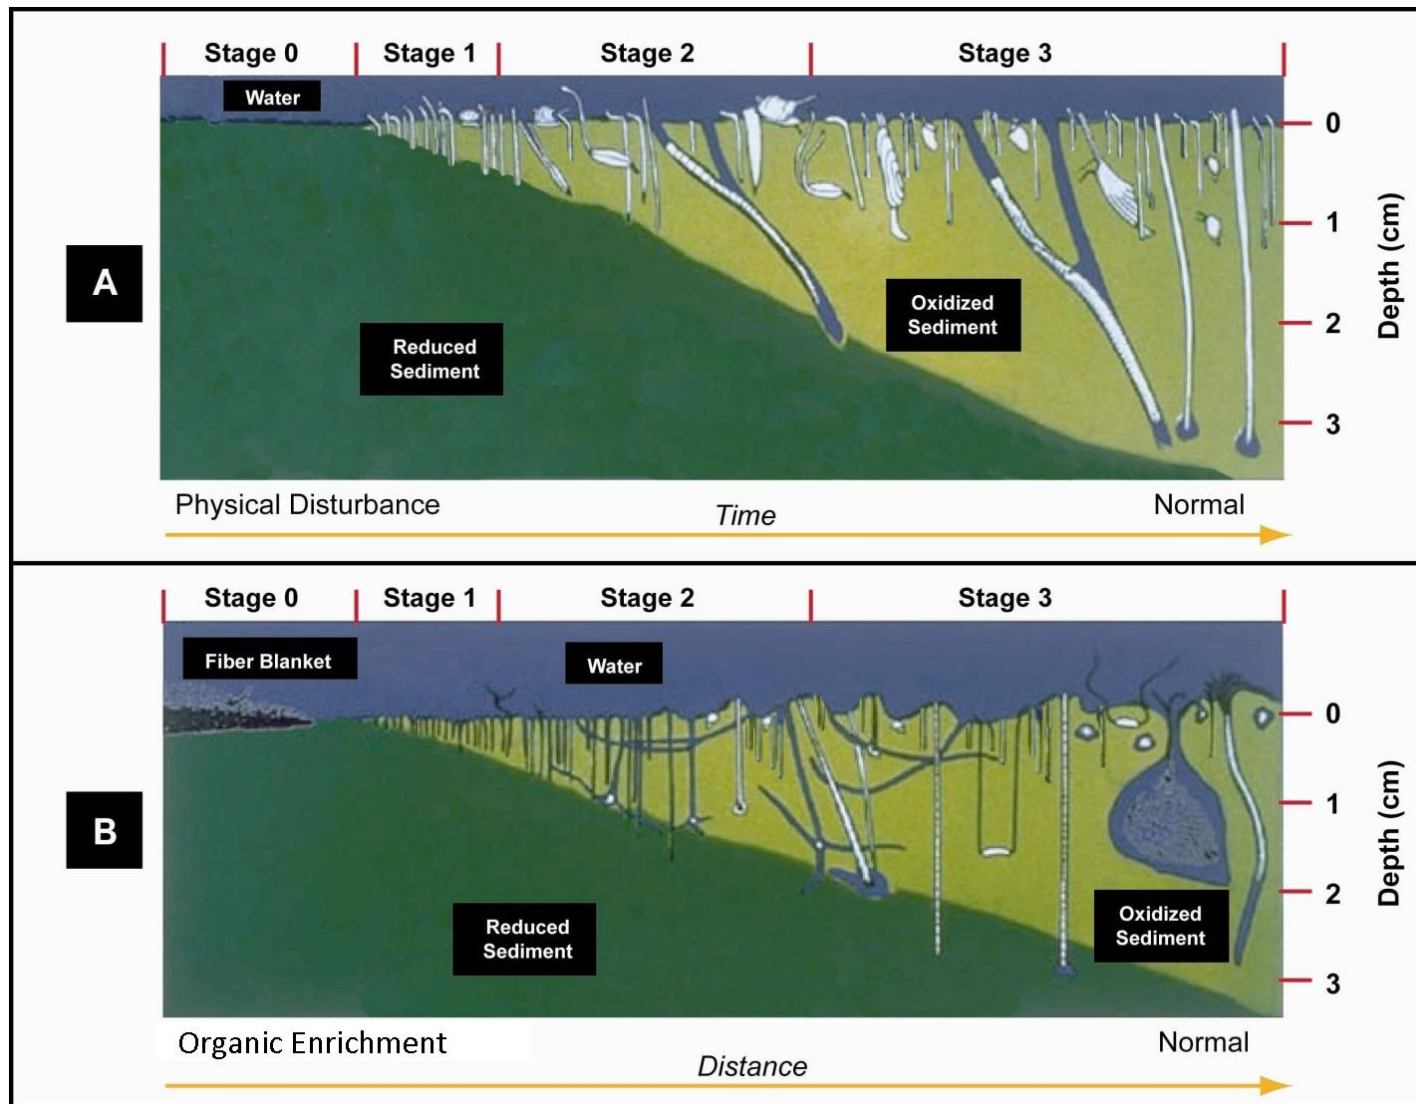 Stage 0 Stage 1 Stage 2 Stage 3
Water
0
A
1
Oxidized
Sediment
Depth (cm)
2
Reduced
Sediment
3
Physical Disturbance
Time
Normal
Stage 0 Stage 1 Stage 2 Stage 3
Fiber Blanket
Water
0
1
B
Depth (cm)
2
Reduced
Sediment
Oxidized
Sediment
3
Organic Enrichment
Distance
Normal